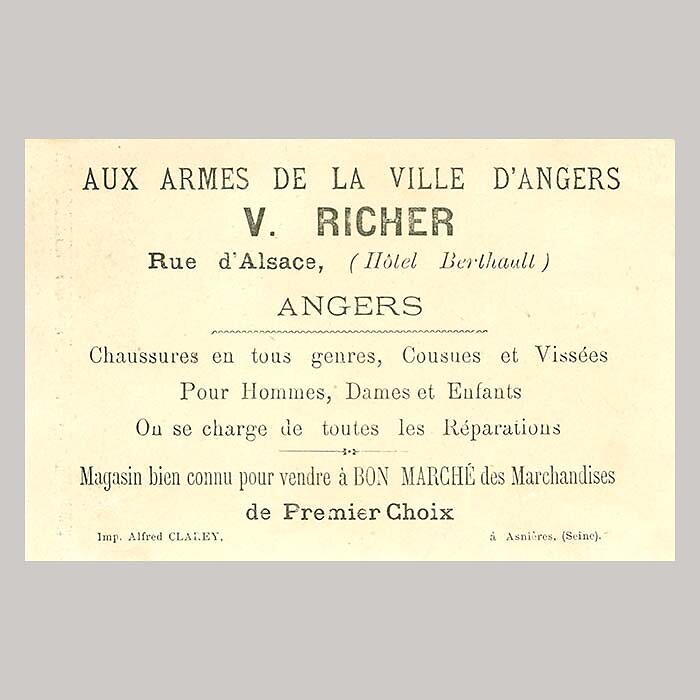 AUX ARMES DE LA VILLE D'ANGERS
V. RICHER
Rue d'Alsace, (Hôtel Berthault)
ANGERS
Chaussures en tous genres, Cousues et Vissées
Pour Hommes, Dames et Enfants
On se charge de toutes les Réparations
Magasin bien connu pour vendre à BON MARCHÉ des Marchandises
de Premier Choix
Imp. Alfred CLAREY, à Asnières, (Seine).